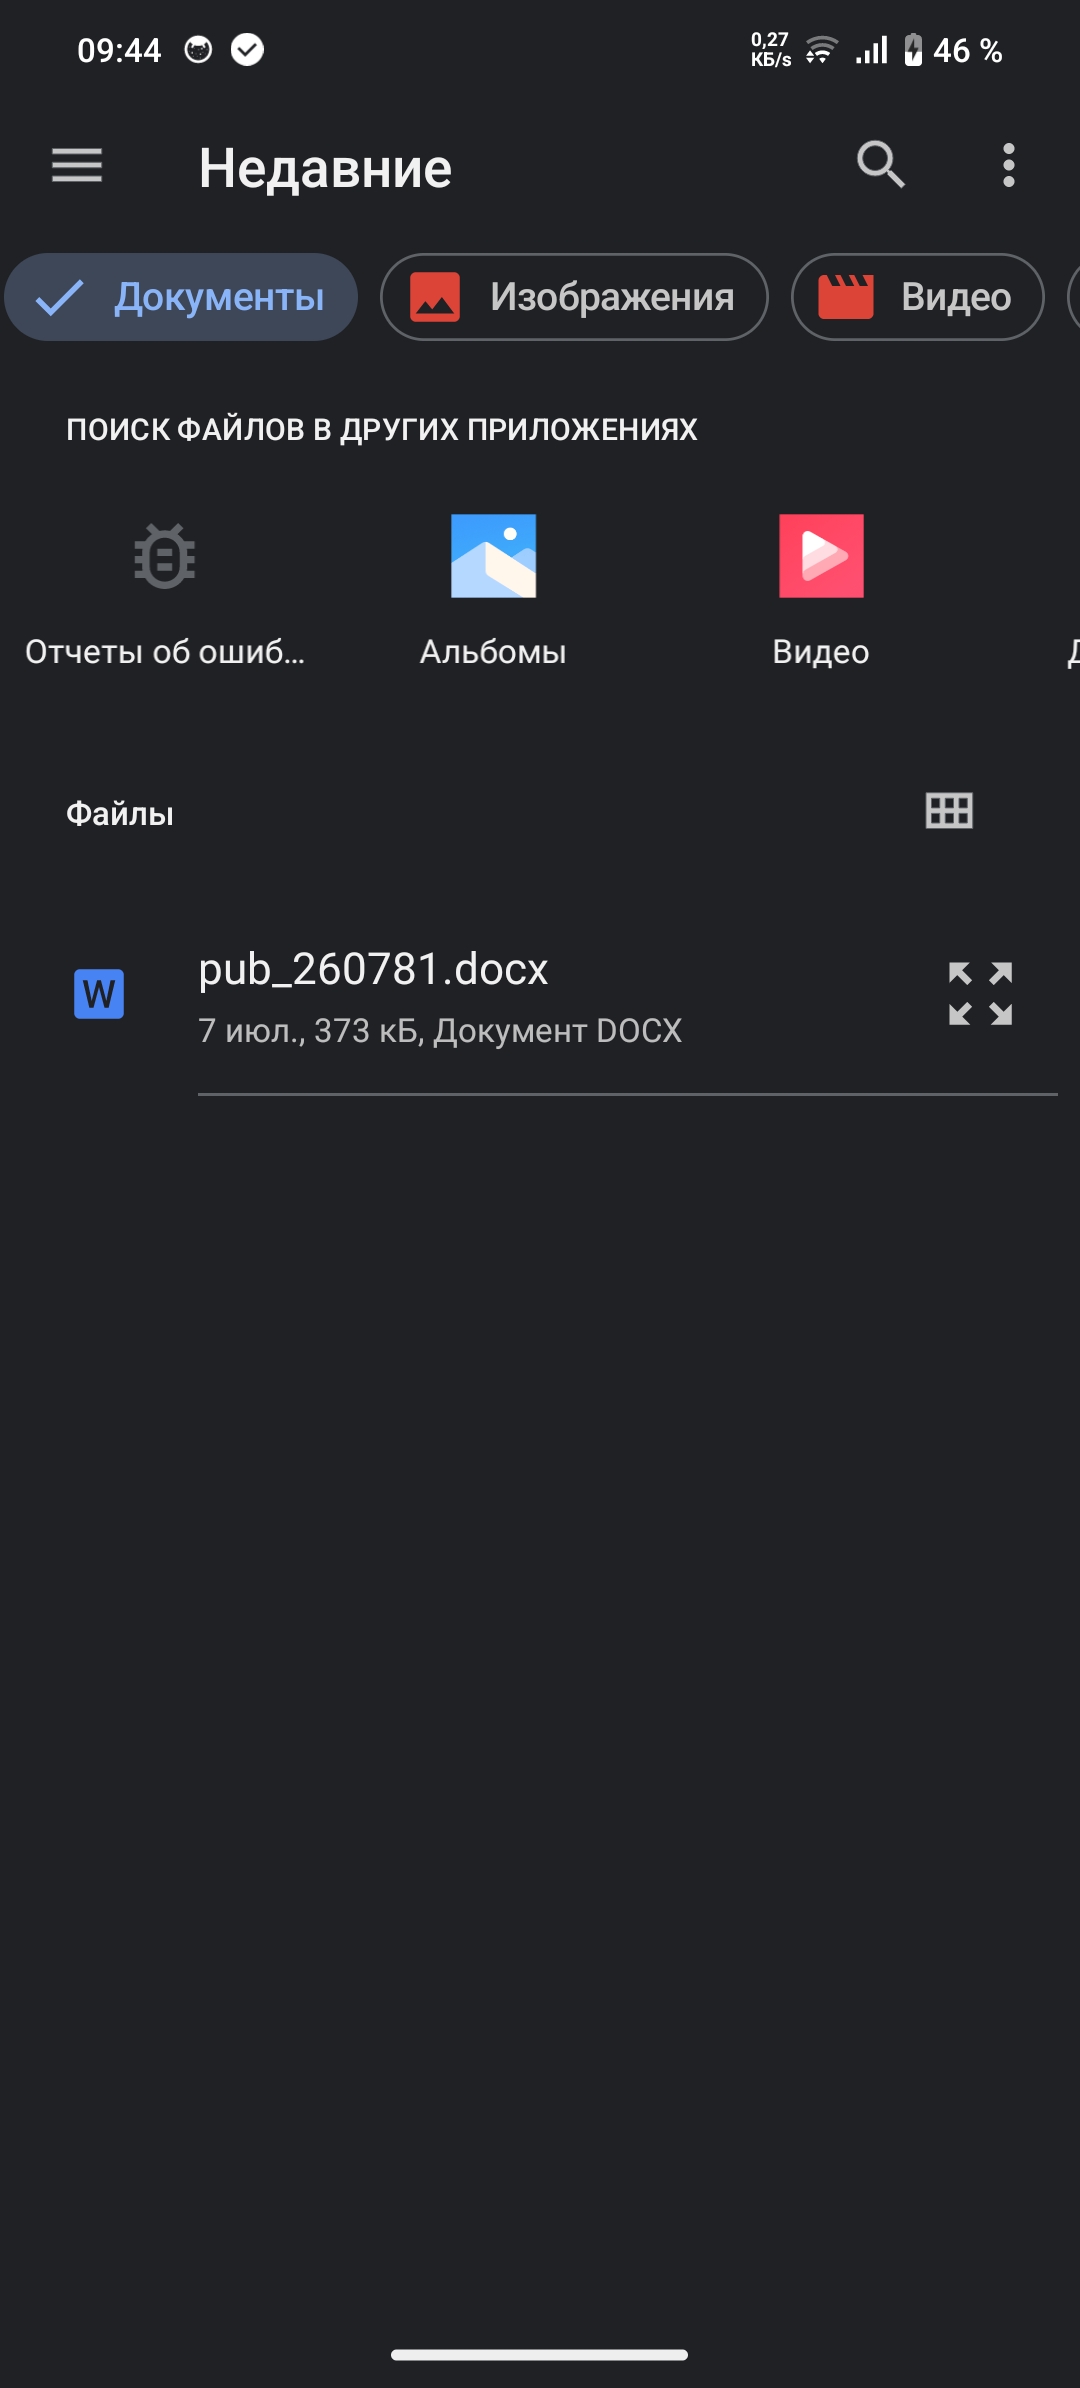 09:44
0,27
КБ/s
46 %
Недавние
Документы
Изображения
Видео
ПОИСК ФАЙЛОВ В ДРУГИХ ПРИЛОЖЕНИЯХ
Отчеты об ошиб...
Альбомы
Видео
Файлы
W
pub_260781.docx
7 июл., 373 кБ, Документ DOCX